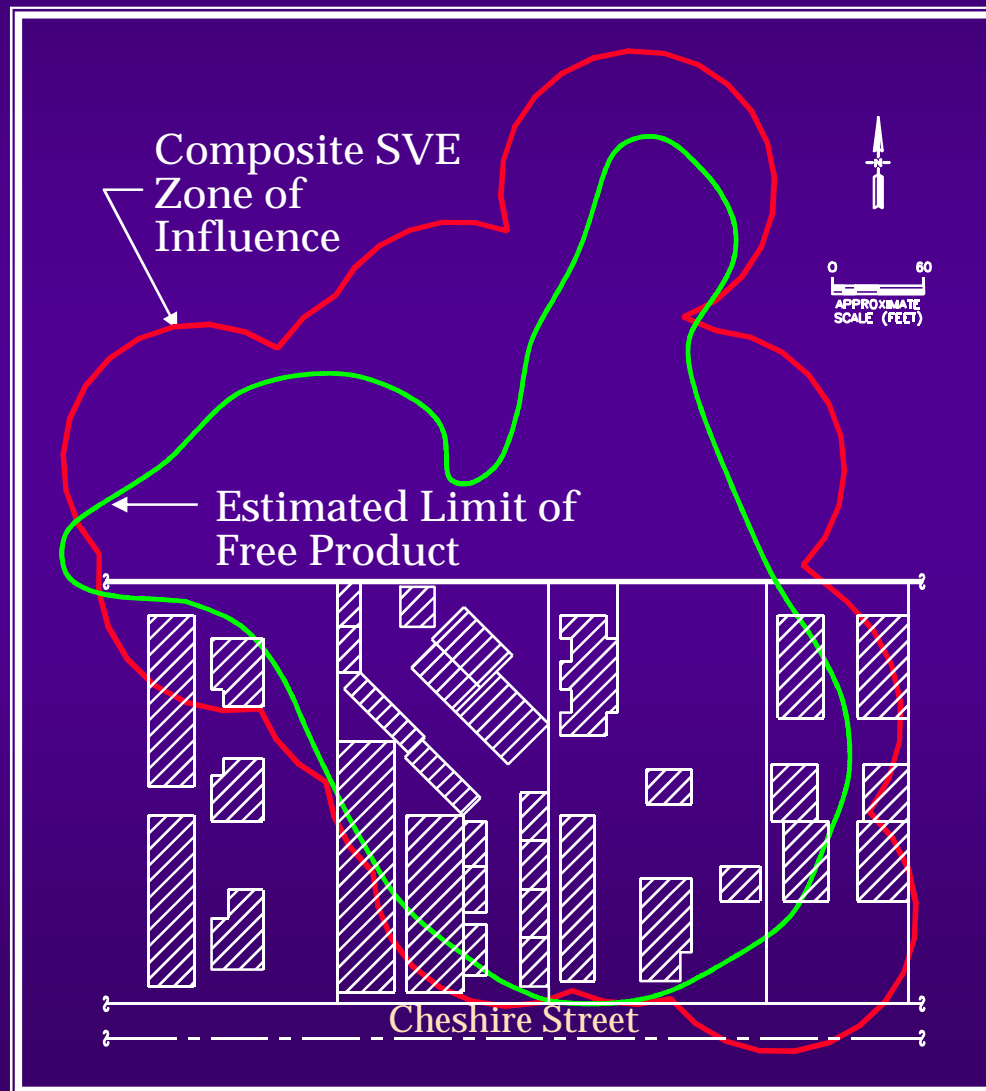 Composite SVE
Zone of
Influence
N
0 60
APPROXIMATE
SCALE (FEET)
Estimated Limit of
Free Product
Cheshire Street